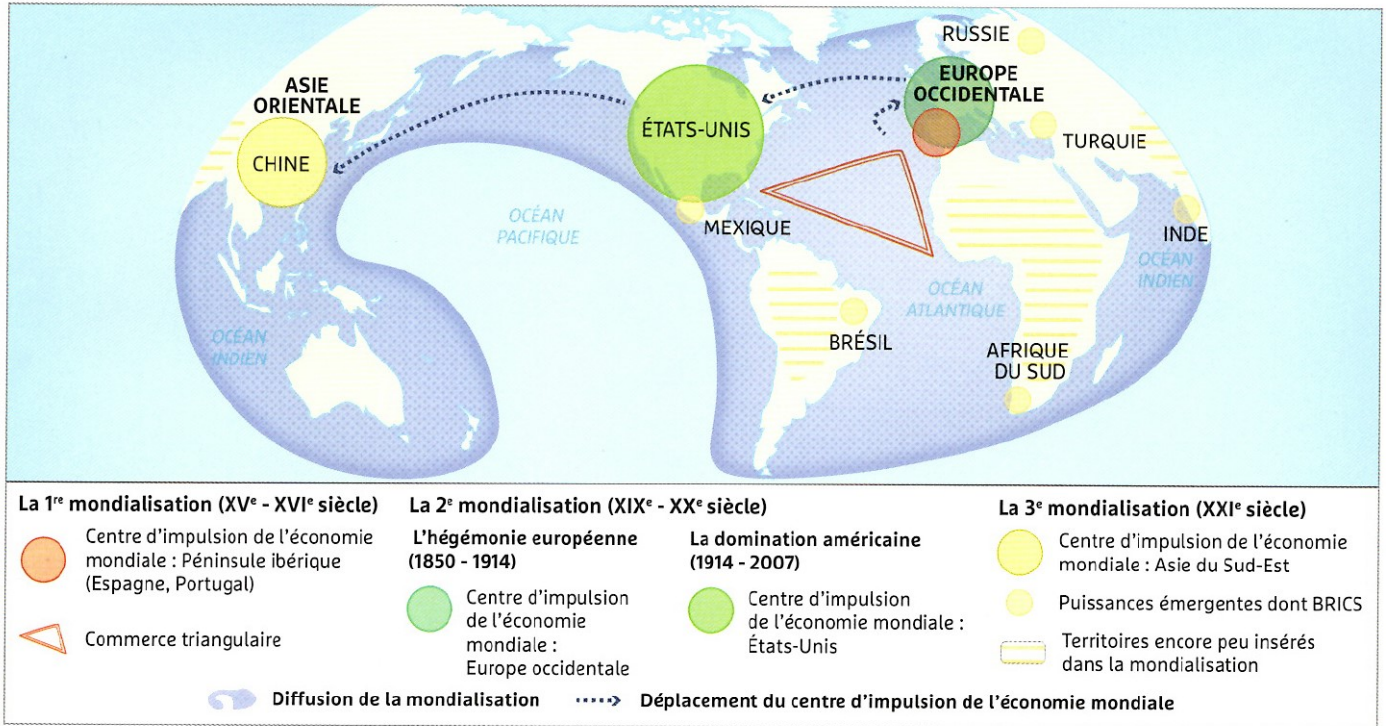 RUSSIE
ASIE
ORIENTALE
EUROPE
OCCIDENTALE
ÉTATS-UNIS
CHINE
TURQUIE
OCÉAN
PACIFIQUE
MEXIQUE
INDE
OCÉAN
INDIEN
OCÉAN
ATLANTIQUE
OCÉAN
INDIEN
BRÉSIL
AFRIQUE
DU SUD
La 1re mondialisation (XVe - XVIe siècle)
Centre d'impulsion de l'économie
mondiale : Péninsule ibérique
(Espagne, Portugal)
Commerce triangulaire
La 2e mondialisation (XIXe - XXe siècle)
L'hégémonie européenne
(1850 - 1914)
Centre d'impulsion
de l'économie
mondiale :
Europe occidentale
La domination américaine
(1914 - 2007)
Centre d'impulsion
de l'économie mondiale :
États-Unis
La 3e mondialisation (XXIe siècle)
Centre d'impulsion de l'économie
mondiale : Asie du Sud-Est
Puissances émergentes dont BRICS
Territoires encore peu insérés
dans la mondialisation
Diffusion de la mondialisation
Déplacement du centre d'impulsion de l'économie mondiale